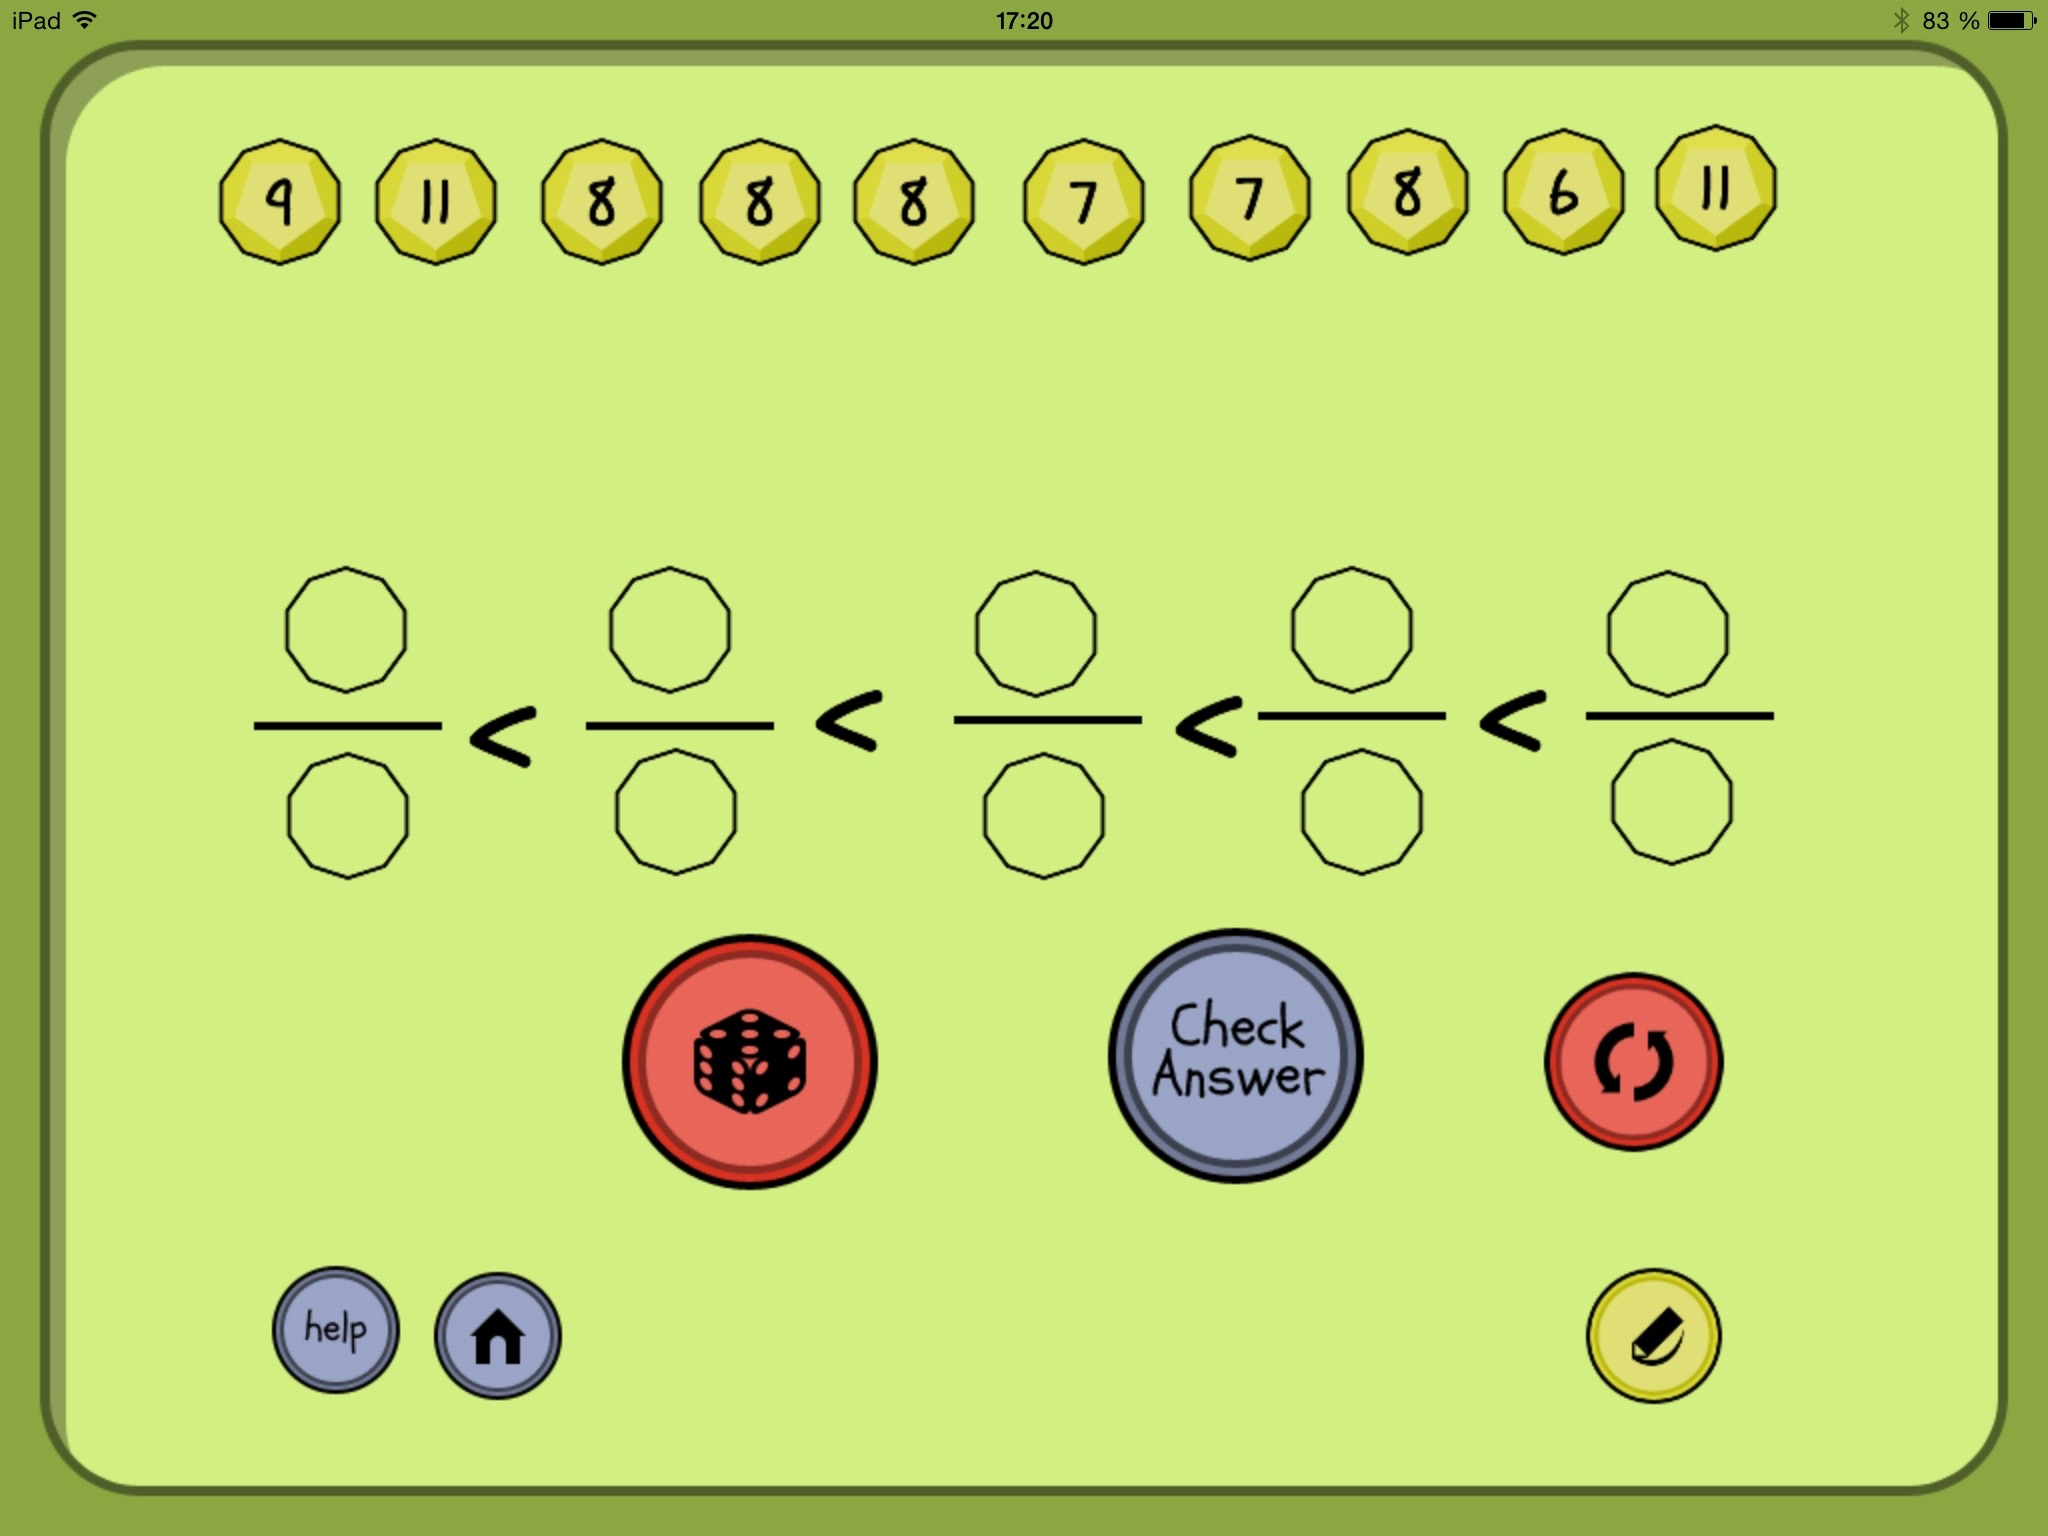 iPad 17:20 83 %
9 11 8 8 8 7 7 8 6 11
< < < <
Check
Answer
help